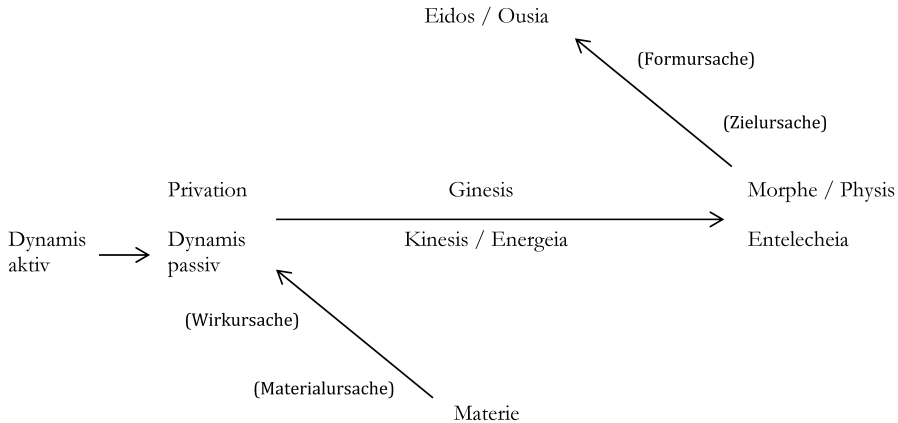 Eidos / Ousia
(Formursache)
(Zielursache)
Privation
Ginesis
Morphe / Physis
Dynamis
aktiv
Dynamis
passiv
Kinesis / Energeia
Entelecheia
(Wirkursache)
(Materialursache)
Materie